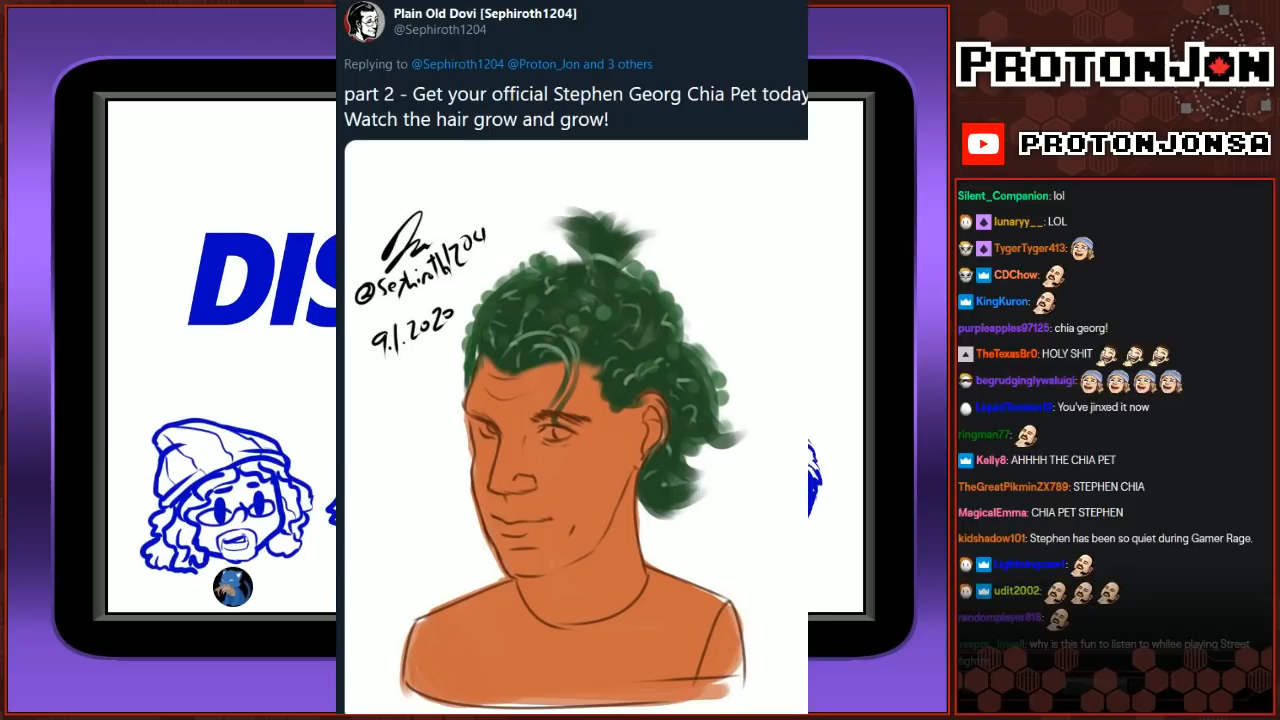 Plain Old Dovi [Sephiroth1204]
@Sephiroth1204
Replying to @Sephiroth1204 @Proton_Jon and 3 others
part 2 - Get your official Stephen Georg Chia Pet today
Watch the hair grow and grow!
@Sephiroth1204
9.1.2020
DIS
PROTONJON
PROTONJONSA
Silent_Companion: lol
lunaryy__: LOL
TygerTyger413:
CDChow:
KingKuron:
purpleapples97125: chia georg!
TheTexasBr0: HOLY SHIT
begrudginglywaluigi:
You've jinxed it now
ringman77:
Kelly8: AHHHH THE CHIA PET
TheGreatPikminZX789: STEPHEN CHIA
MagicalEmma: CHIA PET STEPHEN
kidshadow101: Stephen has been so quiet during Gamer Rage.
udit2002:
randomplayer816:
why is this fun to listen to whilee playing Street